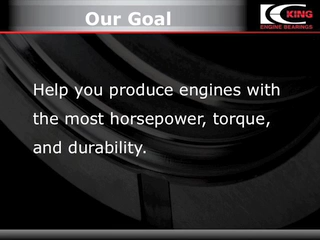 Our Goal
KING
ENGINE BEARINGS
Help you produce engines with
the most horsepower, torque,
and durability.